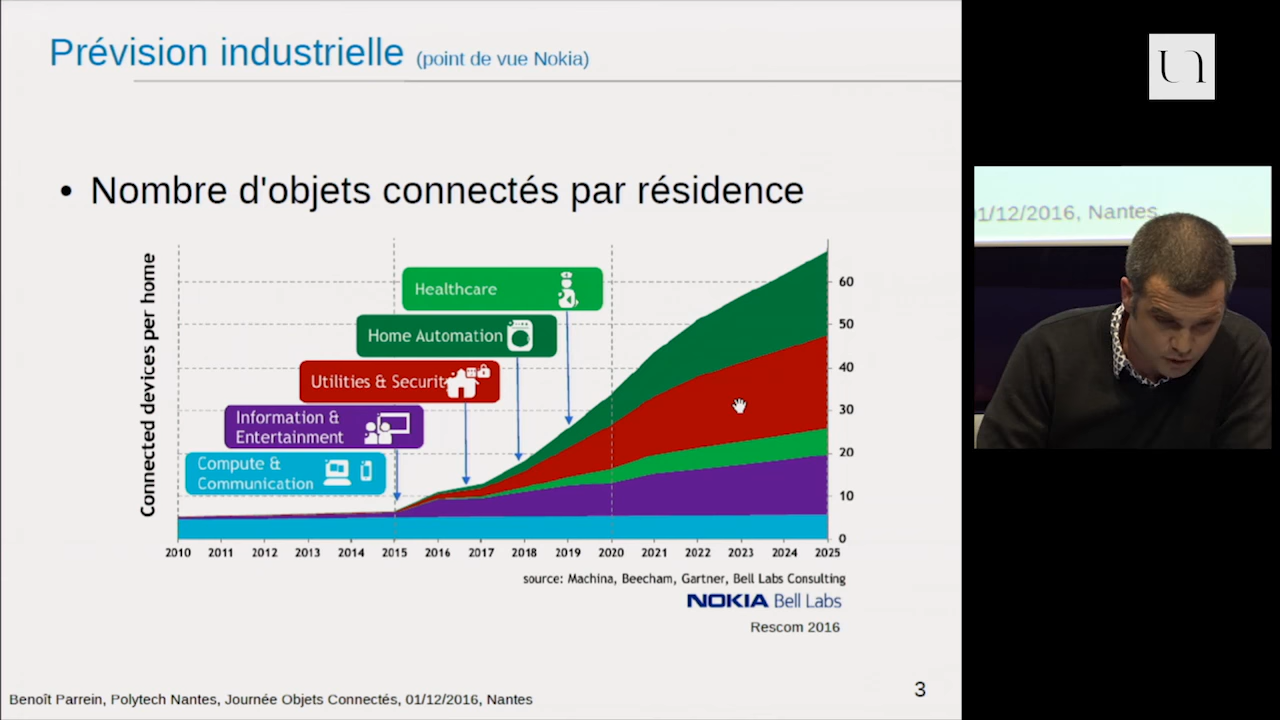 Prévision industrielle (point de vue Nokia)
• Nombre d'objets connectés par résidence
Connected devices per home
Healthcare
Home Automation
Utilities & Securit
Information &
Entertainment
Compute &
Communication
60
50
40
30
20
10
0
2010 2011 2012 2013 2014 2015 2016 2017 2018 2019 2020 2021 2022 2023 2024 2025
source: Machina, Beecham, Gartner, Bell Labs Consulting
NOKIA Bell Labs
Rescom 2016
Benoît Parrein, Polytech Nantes, Journée Objets Connectés, 01/12/2016, Nantes
3
01/12/2016, Nantes